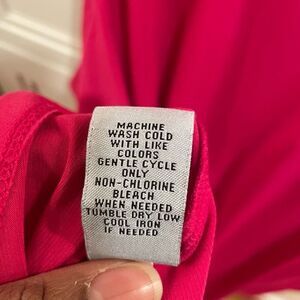 MACHINE
WASH COLD
WITH LIKE
COLORS
GENTLE CYCLE
ONLY
NON-CHLORINE
BLEACH
WHEN NEEDED
TUMBLE DRY LOW
COOL IRON
IF NEEDED